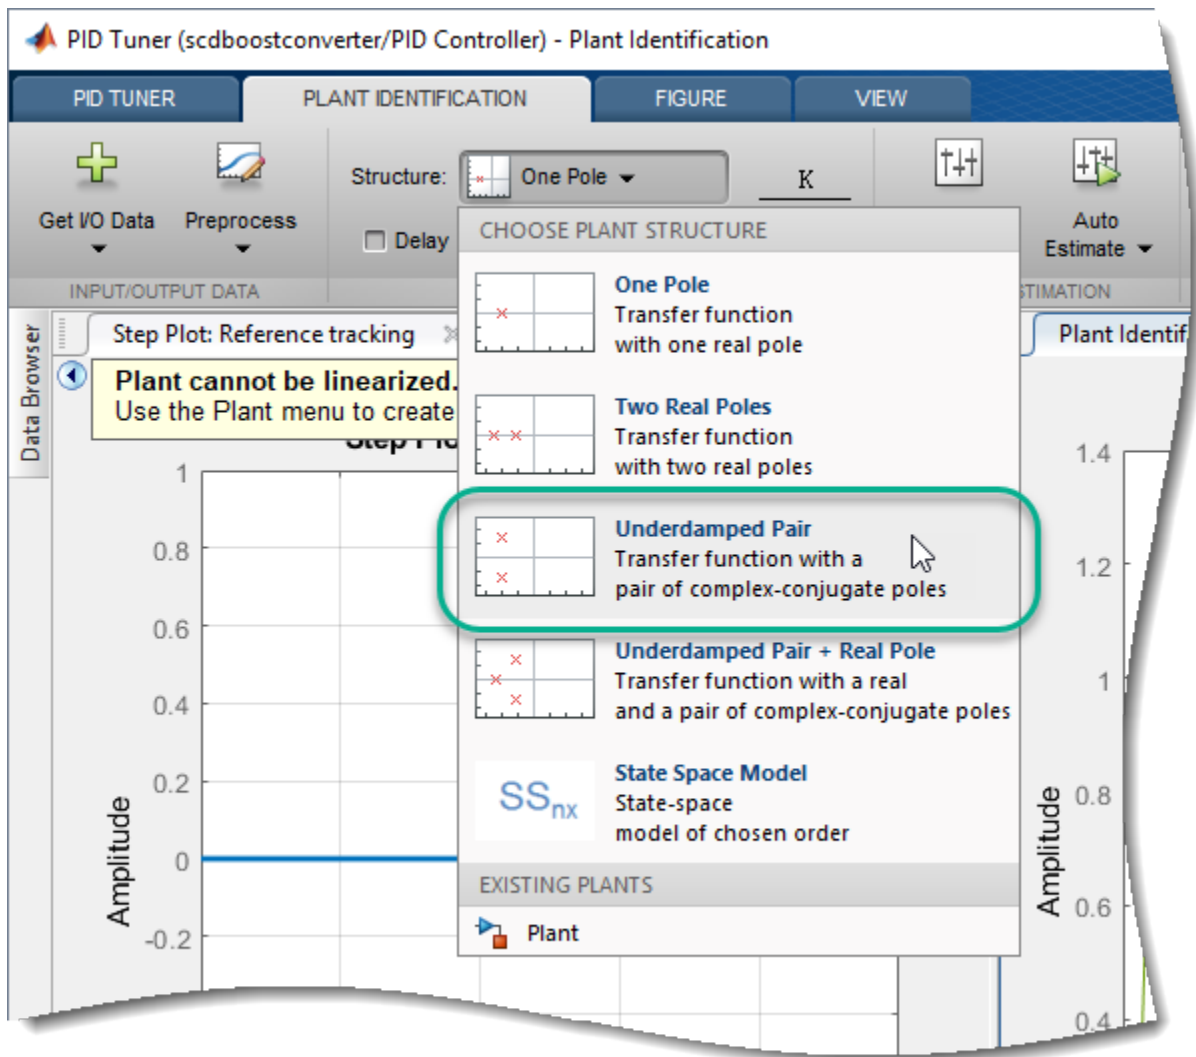 PID Tuner (scdboostconverter/PID Controller) - Plant Identification
PID TUNER
PLANT IDENTIFICATION
FIGURE
VIEW
Get I/O Data
Preprocess
Structure:
One Pole
K
Delay
Auto
Estimate
INPUT/OUTPUT DATA
Data Browser
Step Plot: Reference tracking
Plant cannot be linearized.
Use the Plant menu to create
CHOOSE PLANT STRUCTURE
One Pole
Transfer function
with one real pole
Two Real Poles
Transfer function
with two real poles
Underdamped Pair
Transfer function with a
pair of complex-conjugate poles
Underdamped Pair + Real Pole
Transfer function with a real
and a pair of complex-conjugate poles
SSnx
State Space Model
State-space
model of chosen order
EXISTING PLANTS
Plant
1
0.8
0.6
0.4
0.2
0
-0.2
Amplitude
Plant Identif
1.4
1.2
1
0.8
0.6
0.4
Amplitude